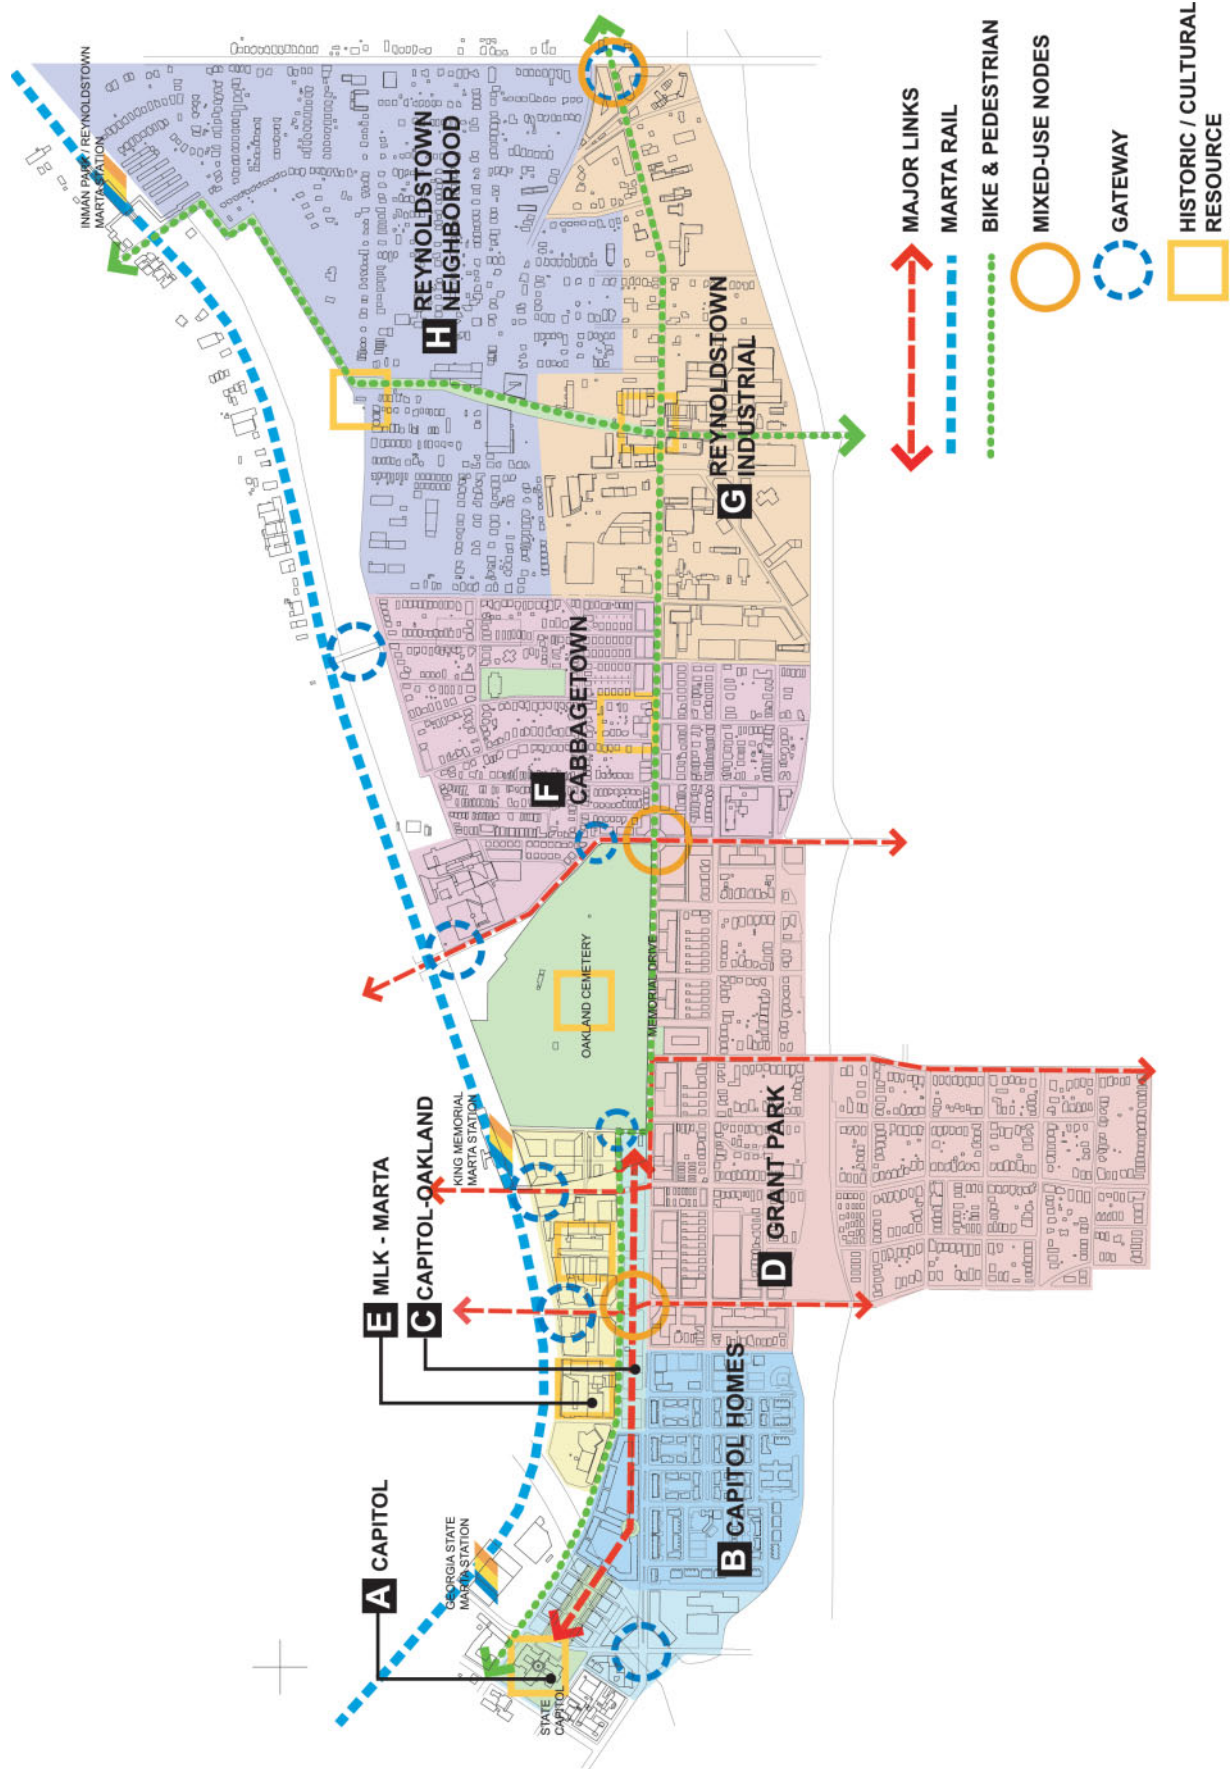 A CAPITOL
E MLK - MARTA
C CAPITOL-OAKLAND
GEORGIA STATE
MARTA STATION
KING MEMORIAL
MARTA STATION
INMAN PARK / REYNOLDSTOWN
MARTA STATION
STATE
CAPITOL
OAKLAND CEMETERY
MEMORIAL DRIVE
H REYNOLDSTOWN
NEIGHBORHOOD
F
CABBAGETOWN
G REYNOLDSTOWN
INDUSTRIAL
B CAPITOL HOMES
D GRANT PARK
MAJOR LINKS
MARTA RAIL
BIKE & PEDESTRIAN
MIXED-USE NODES
GATEWAY
HISTORIC / CULTURAL
RESOURCE